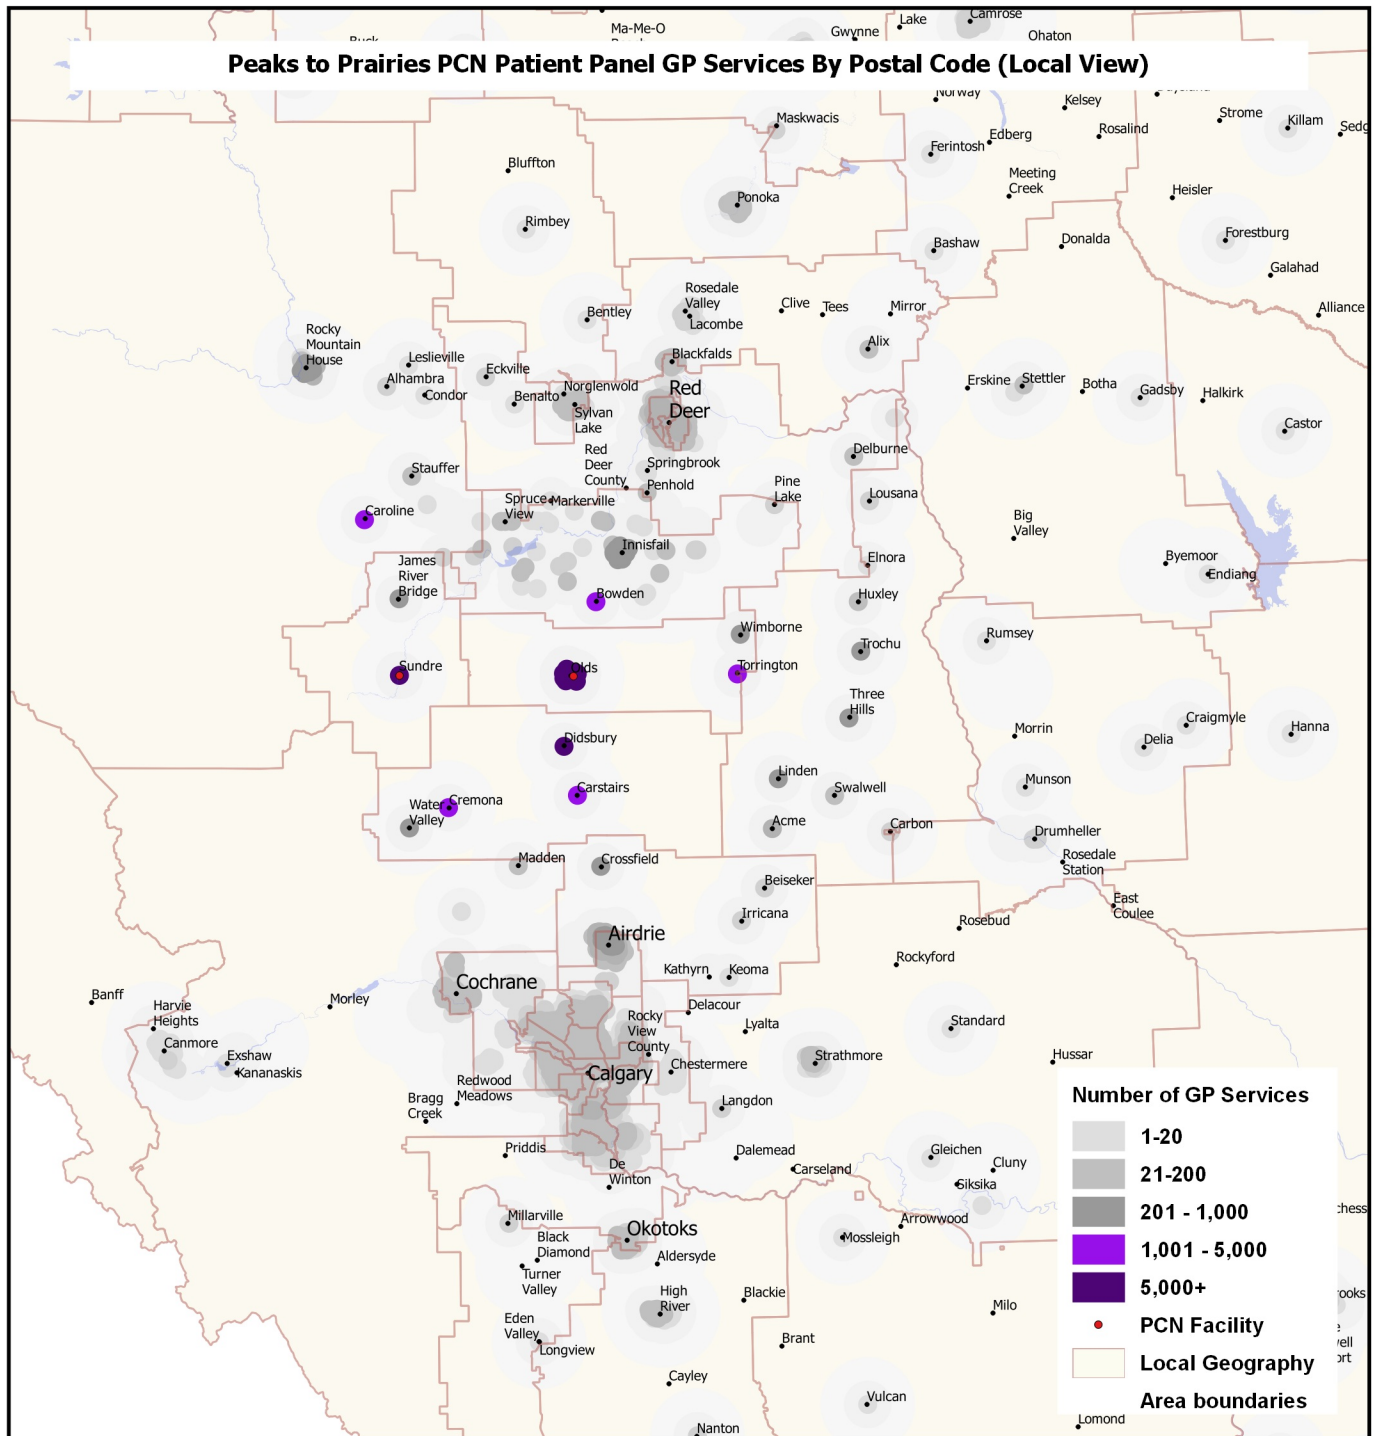 Ma-Me-O
Lake
Camrose
Gwynne
Ohaton
Peaks to Prairies PCN Patient Panel GP Services By Postal Code (Local View)
Norway
Kelsey
Strome
Killam
Maskwacis
Edberg
Rosalind
Ferintosh
Bluffton
Meeting
Creek
Heisler
Ponoka
Rimbey
Bashaw
Donalda
Forestburg
Galahad
Rosedale
Valley
Lacombe
Bentley
Clive
Tees
Mirror
Alliance
Rocky
Mountain
House
Leslieville
Blackfalds
Alix
Alhambra
Condor
Eckville
Benalto
Norglenwold
Sylvan
Lake
Red
Deer
Erskine
Stettler
Botha
Gadsby
Halkirk
Castor
Red
Deer
County
Springbrook
Penhold
Delburne
Stauffer
Caroline
Spruce
View
Markerville
Pine
Lake
Lousana
Big
Valley
James
River
Bridge
Innisfail
Elnora
Byemoor
Endiang
Bowden
Huxley
Wimborne
Trochu
Rumsey
Sundre
Olds
Torrington
Three
Hills
Didsbury
Morrin
Craigmyle
Delia
Hanna
Carstairs
Linden
Swalwell
Munson
Water
Valley
Cremona
Acme
Carbon
Drumheller
Rosedale
Station
Madden
Crossfield
Beiseker
East
Coulee
Irricana
Rosebud
Airdrie
Rockyford
Cochrane
Kathyrn
Keoma
Banff
Morley
Harvie
Heights
Canmore
Exshaw
Kananaskis
Delacour
Rocky
View
County
Lyalta
Standard
Calgary
Chestermere
Strathmore
Hussar
Redwood
Meadows
Bragg
Creek
Langdon
Priddis
De
Winton
Dalemead
Carseland
Gleichen
Cluny
Siksika
Millarville
Okotoks
Arrowwood
Mossleigh
Black
Diamond
Turner
Valley
Aldersyde
High
River
Blackie
Milo
Eden
Valley
Longview
Brant
Cayley
Vulcan
Nanton
Lomond
Number of GP Services
1-20
21-200
201 - 1,000
1,001 - 5,000
5,000+
PCN Facility
Local Geography
Area boundaries